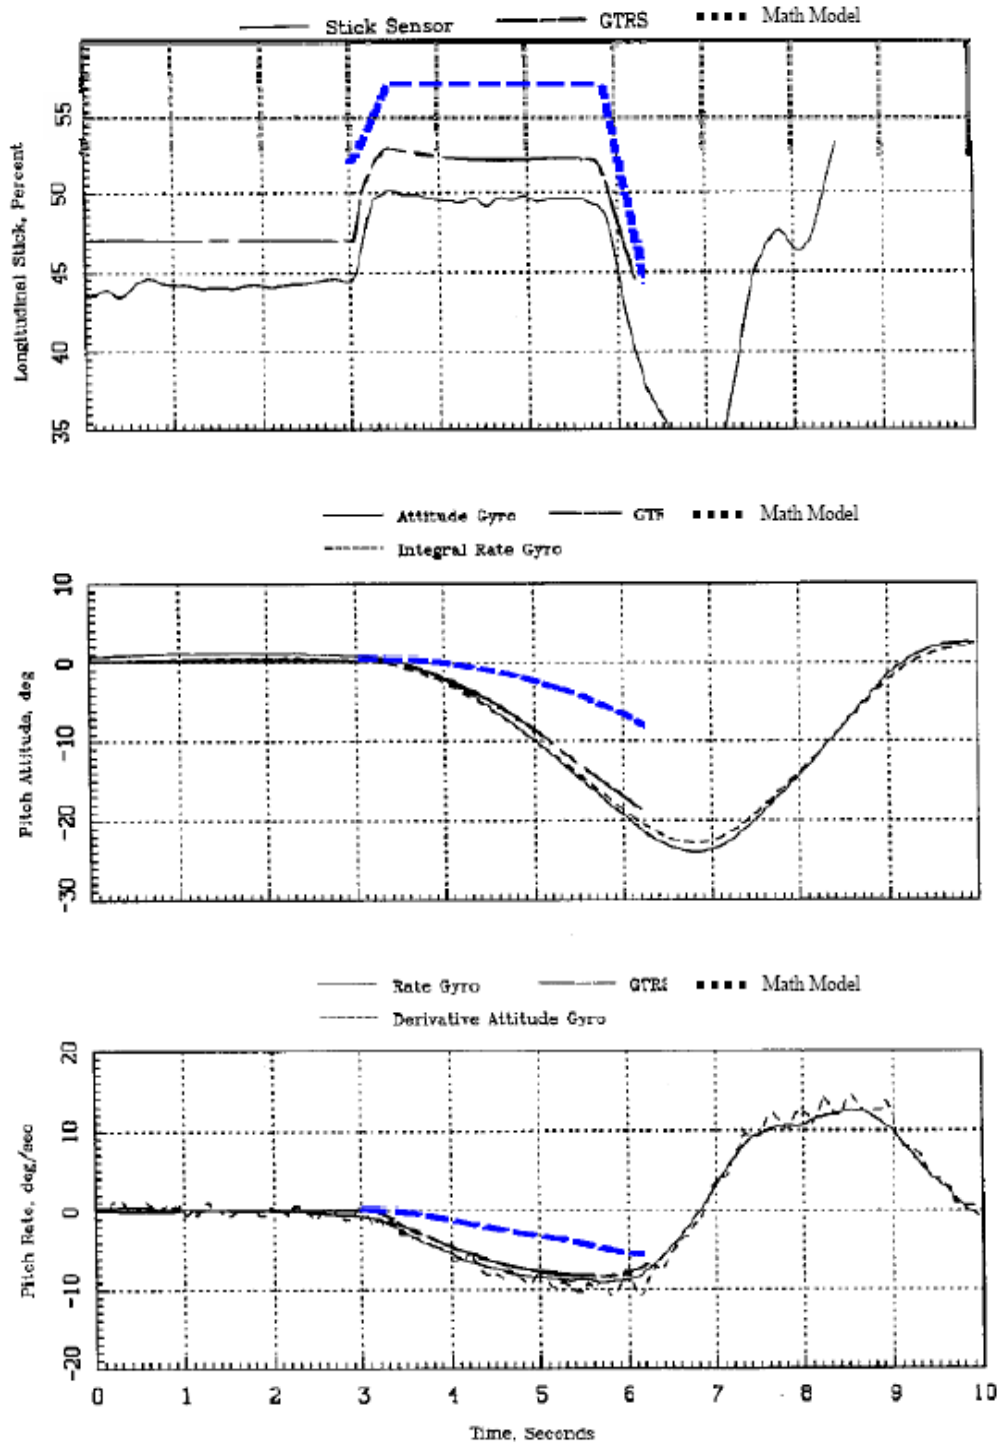 Stick Sensor GTRS Math Model
55
50
45
40
35
Longitudinal Stick, Percent
Attitude Gyro GTR Math Model
Integral Rate Gyro
10
0
-10
-20
-30
Pitch Attitude, deg
Rate Gyro GTRS Math Model
Derivative Attitude Gyro
20
10
0
-10
-20
Pitch Rate, deg/sec
0 1 2 3 4 5 6 7 8 9 10
Time, Seconds